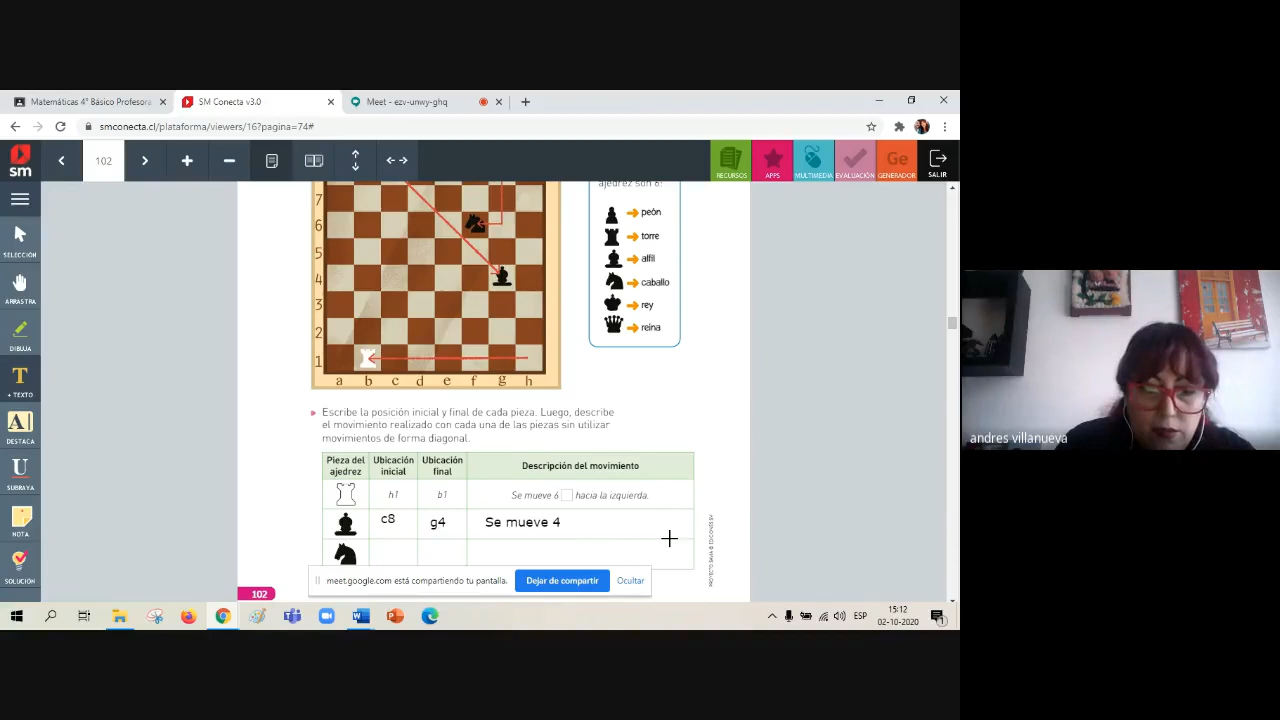 Matemáticas 4° Básico Profesora
SM Conecta v3.0
Meet - ezv-unwy-ghq
smconecta.cl/plataforma/viewers/16?pagina=74#
sm
102
RECURSOS
APPS
MULTIMEDIA
EVALUACIÓN
Ge
GENERADOR
SALIR
SELECCIÓN
ARRASTRA
DIBUJA
T
+ TEXTO
A
DESTACA
U
SUBRAYA
NOTA
SOLUCIÓN
7
6
5
4
3
2
1
a b c d e f g h
ajedrez son 6:
peón
torre
alfil
caballo
rey
reina
Escribe la posición inicial y final de cada pieza. Luego, describe
el movimiento realizado con cada una de las piezas sin utilizar
movimientos de forma diagonal.
Pieza del ajedrez
Ubicación inicial
Ubicación final
Descripción del movimiento
h1
b1
Se mueve 6 hacia la izquierda.
c8
g4
Se mueve 4
meet.google.com está compartiendo tu pantalla.
Dejar de compartir
Ocultar
102
andres villanueva
ESP
15:12
02-10-2020